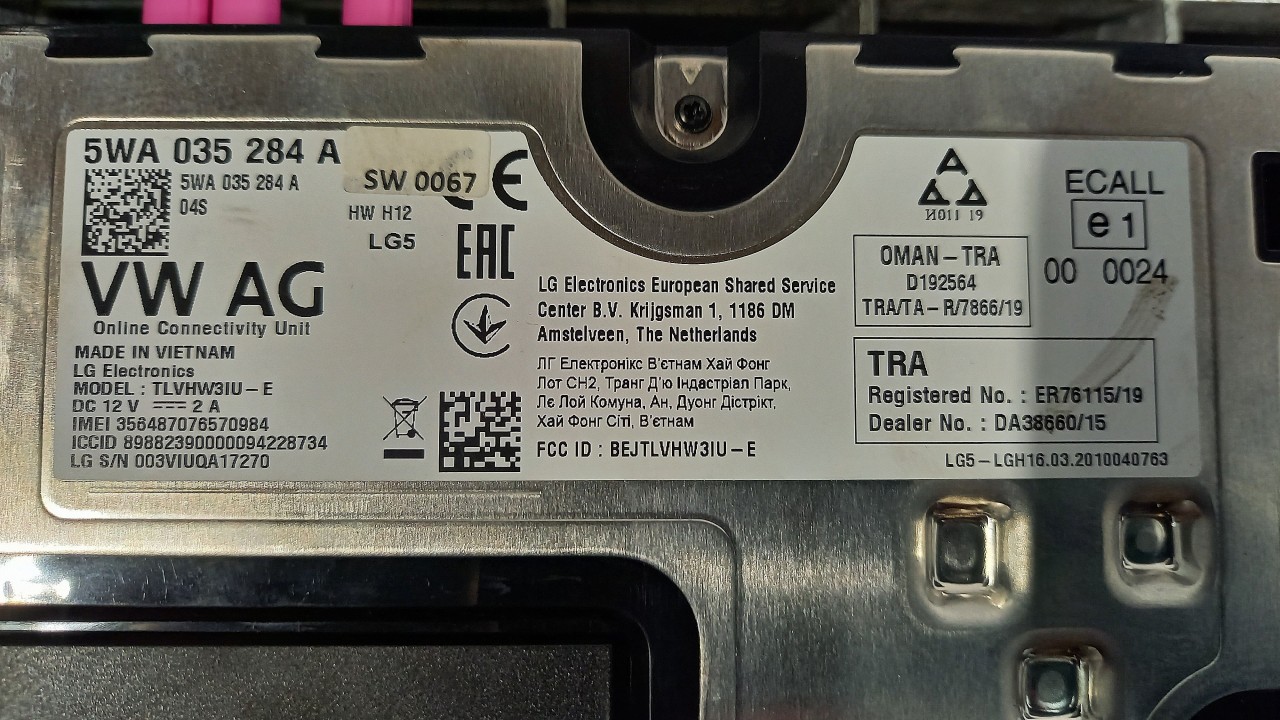 5WA 035 284 A
5WA 035 284 A
04S
SW 0067
HW H12
LG5
CE
EAC
VW AG
Online Connectivity Unit
MADE IN VIETNAM
LG Electronics
MODEL : TLVHW3IU – E
DC 12 V ⎓ 2 A
IMEI 356487076570984
ICCID 89882390000094228734
LG S/N 003VIUQA17270
LG Electronics European Shared Service
Center B.V. Krijgsman 1, 1186 DM
Amstelveen, The Netherlands
ЛГ Електронікс В'єтнам Хай Фонг
Лот СН2, Транг Д'ю Індастріал Парк,
Лє Лой Комуна, Ан, Дуонг Дістрікт,
Хай Фонг Сіті, В'єтнам
FCC ID : BEJTLVHW3IU – E
И011 19
OMAN – TRA
D192564
TRA/TA – R/7866/19
ECALL
e 1
00 0024
TRA
Registered No. : ER76115/19
Dealer No. : DA38660/15
LG5 – LGH16.03.2010040763